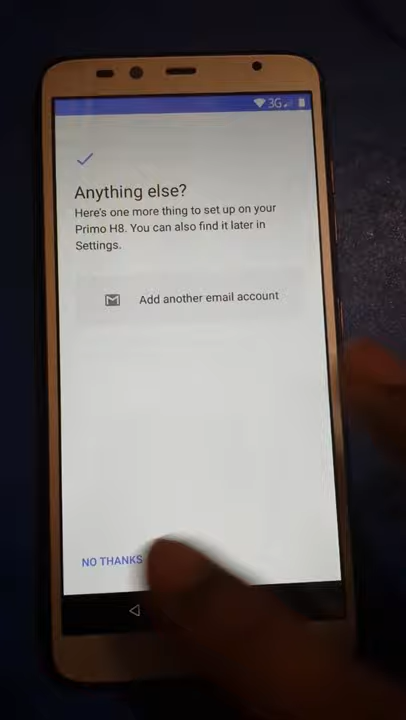 3G
Anything else?
Here's one more thing to set up on your
Primo H8. You can also find it later in
Settings.
Add another email account
NO THANKS